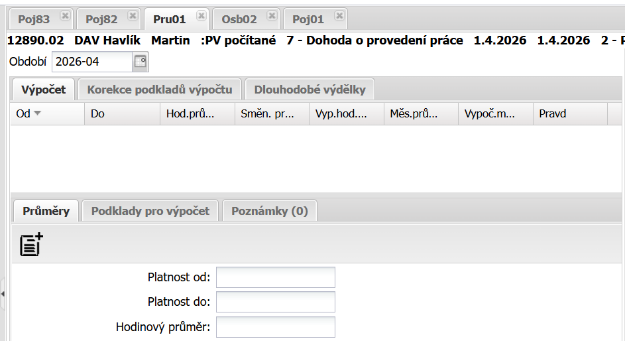 Poj83 Poj82 Pru01 Osb02 Poj01
12890.02 DAV Havlík Martin :PV počítané 7 - Dohoda o provedení práce 1.4.2026 1.4.2026 2 -
Období 2026-04
Výpočet Korekce podkladů výpočtu Dlouhodobé výdělky
Od Do Hod.prů... Směn. pr... Vyp.hod.... Měs.prů... Vypoč.m... Pravd
Průměry Podklady pro výpočet Poznámky (0)
Platnost od:
Platnost do:
Hodinový průměr: